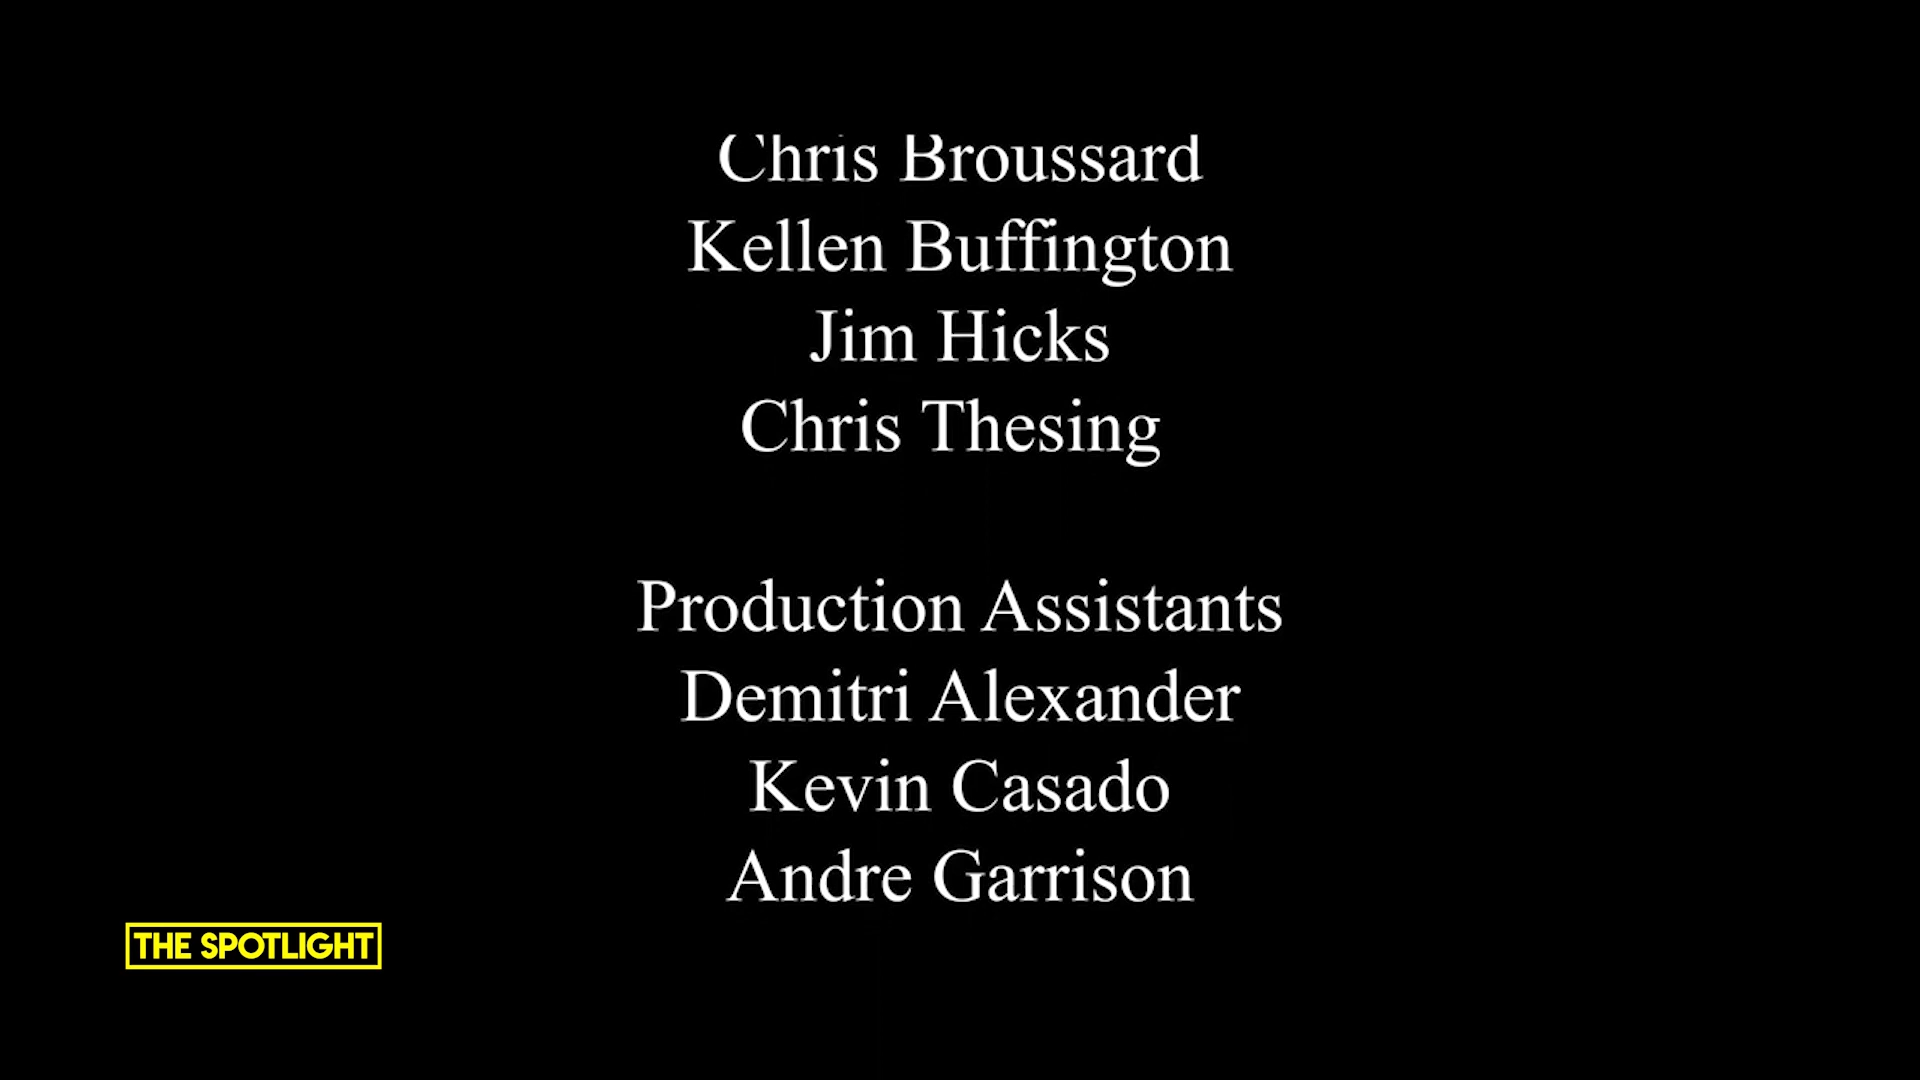 Chris Broussard
Kellen Buffington
Jim Hicks
Chris Thesing
Production Assistants
Demitri Alexander
Kevin Casado
Andre Garrison
THE SPOTLIGHT